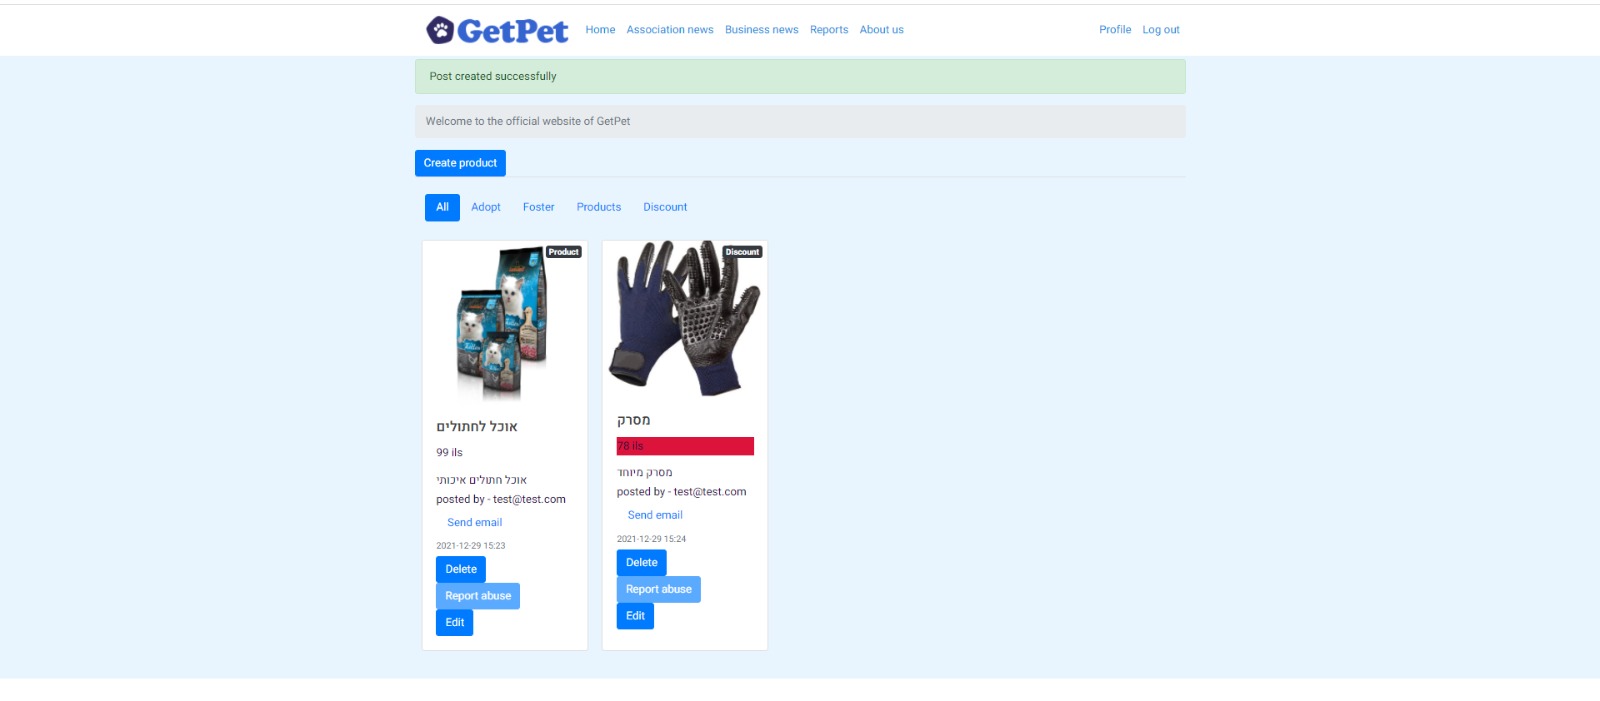 GetPet Home Association news Business news Reports About us Profile Log out
Post created successfully
Welcome to the official website of GetPet
Create product
All Adopt Foster Products Discount
Product
אוכל לחתולים
99 ils
אוכל חתולים איכותי
posted by - test@test.com
Send email
2021-12-29 15:23
Delete
Report abuse
Edit
Discount
מסרק
78 ils
מסרק מיוחד
posted by - test@test.com
Send email
2021-12-29 15:24
Delete
Report abuse
Edit